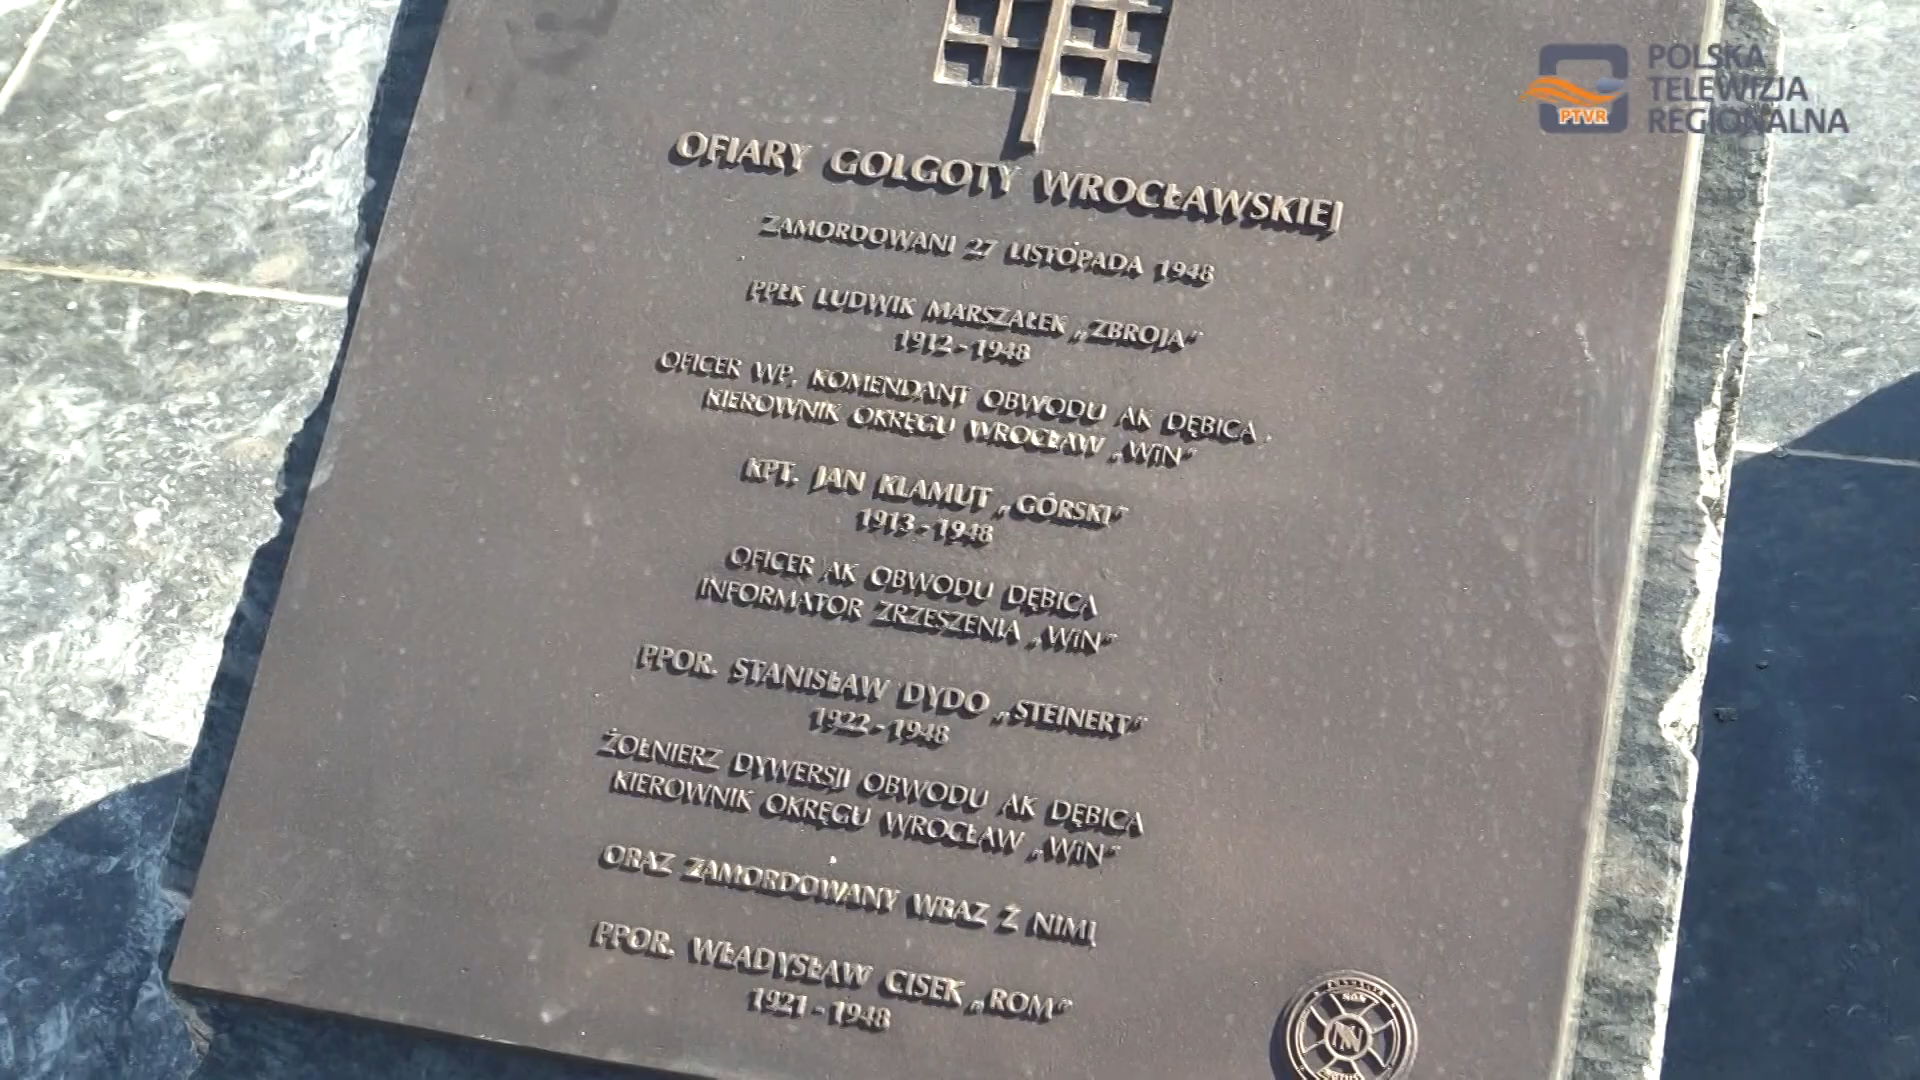 POLSKA
TELEWIZJA
REGIONALNA
PTVR
OFIARY GOLGOTY WROCŁAWSKIEJ
ZAMORDOWANI 27 LISTOPADA 1948
PPŁK LUDWIK MARSZAŁEK „ZBROJA”
1912 - 1948
OFICER WP, KOMENDANT OBWODU AK DĘBICA,
KIEROWNIK OKRĘGU WROCŁAW „WiN”
KPT. JAN KLAMUT „GÓRSKI”
1913 - 1948
OFICER AK OBWODU DĘBICA
INFORMATOR ZRZESZENIA „WiN”
PPOR. STANISŁAW DYDO „STEINERT”
1922 - 1948
ŻOŁNIERZ DYWERSJI OBWODU AK DĘBICA
KIEROWNIK OKRĘGU WROCŁAW „WiN”
ORAZ ZAMORDOWANY WRAZ Z NIMI
PPOR. WŁADYSŁAW CISEK „ROM”
1921 - 1948